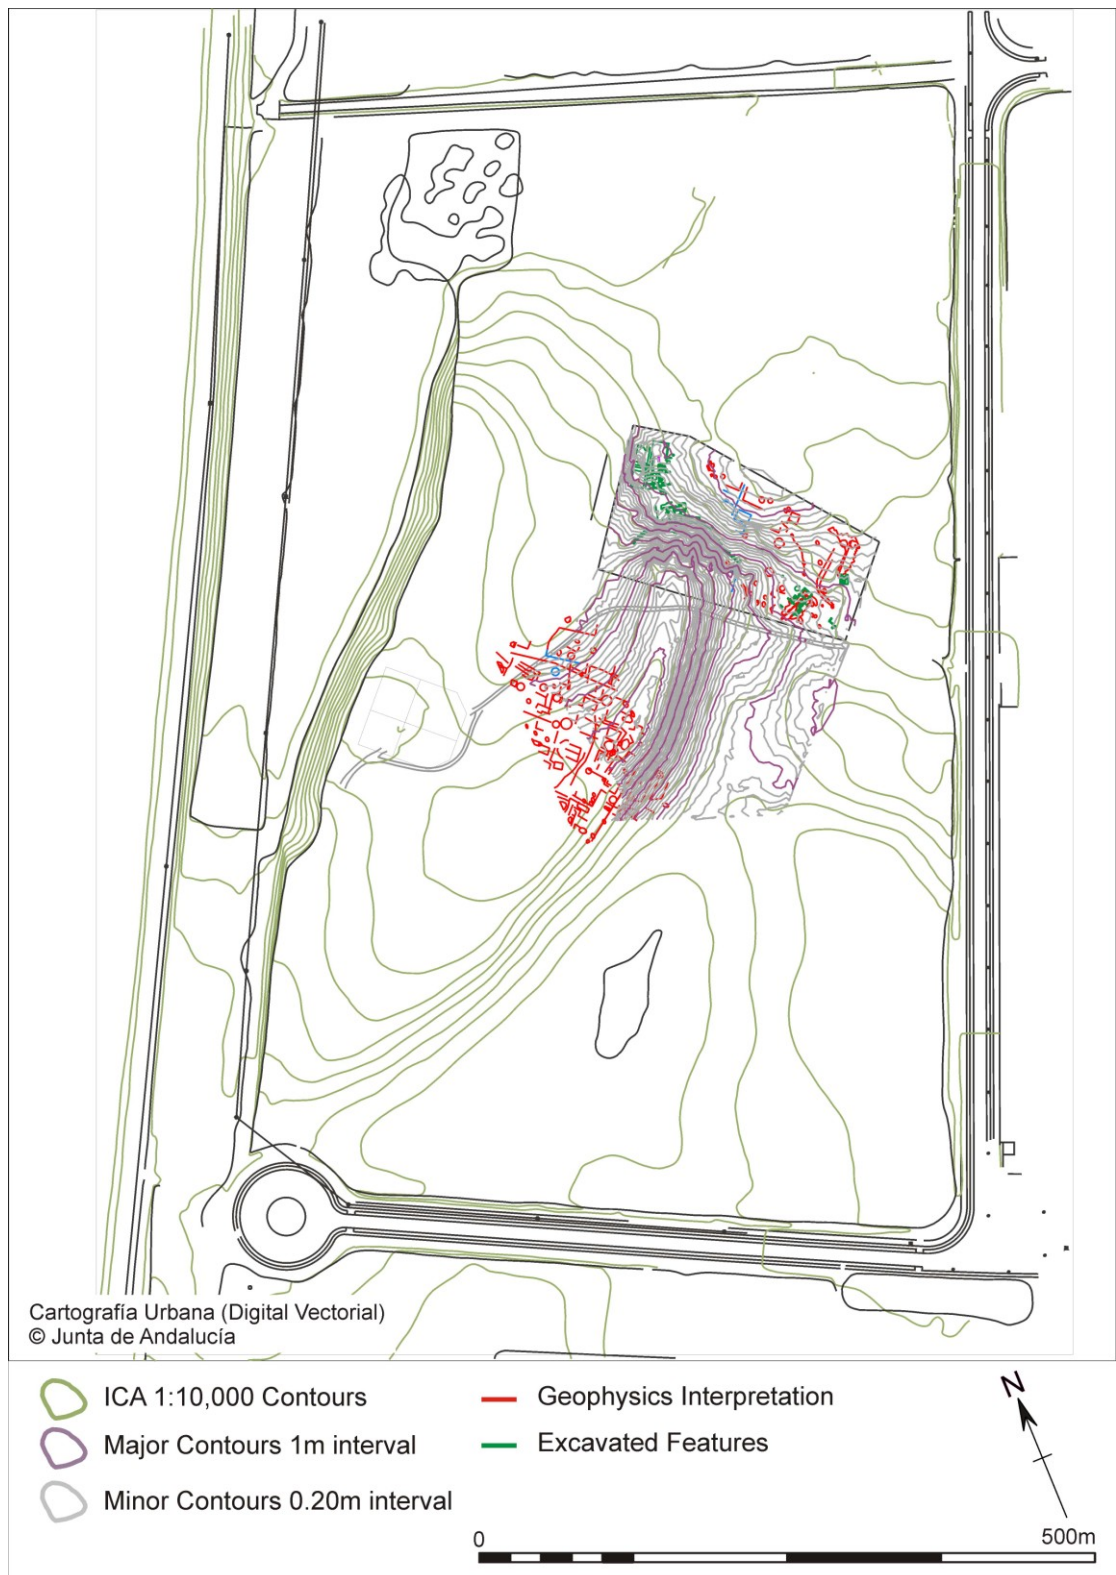 Cartografía Urbana (Digital Vectorial)
© Junta de Andalucía
ICA 1:10,000 Contours
Major Contours 1m interval
Minor Contours 0.20m interval
Geophysics Interpretation
Excavated Features
N
0 500m